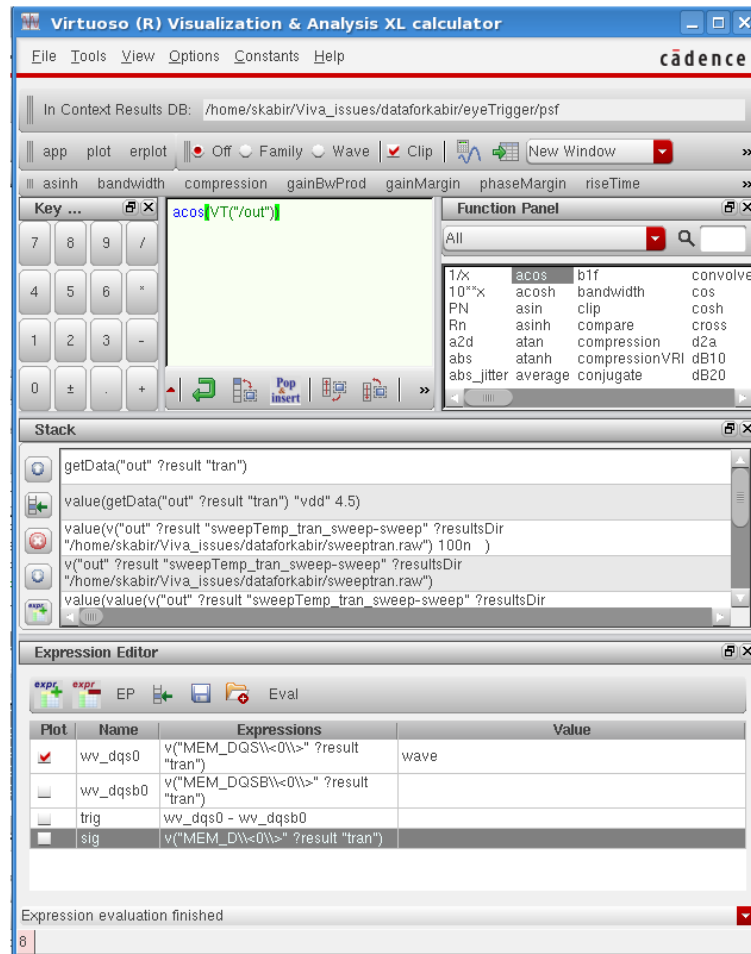 Virtuoso (R) Visualization & Analysis XL calculator
File Tools View Options Constants Help
cādence
In Context Results DB: /home/skabir/Viva_issues/dataforkabir/eyeTrigger/psf
app plot erplot Off Family Wave Clip New Window »
asinh bandwidth compression gainBwProd gainMargin phaseMargin riseTime »
Key ...
7 8 9 /
4 5 6 *
1 2 3 -
0 ± . +
acos(VT("/out"))
Pop & insert »
Function Panel
All
1/x acos b1f convolve
10**x acosh bandwidth cos
PN asin clip cosh
Rn asinh compare cross
a2d atan compression d2a
abs atanh compressionVRI dB10
abs_jitter average conjugate dB20
Stack
getData("out" ?result "tran")
value(getData("out" ?result "tran") "vdd" 4.5)
value(v("out" ?result "sweepTemp_tran_sweep-sweep" ?resultsDir
"/home/skabir/Viva_issues/dataforkabir/sweeptran.raw") 100n )
v("out" ?result "sweepTemp_tran_sweep-sweep" ?resultsDir
"/home/skabir/Viva_issues/dataforkabir/sweeptran.raw")
value(value(v("out" ?result "sweepTemp_tran_sweep-sweep" ?resultsDir
expr
Expression Editor
expr expr EP Eval
Plot Name Expressions Value
wv_dqs0 v("MEM_DQS\\<0\\>" ?result
"tran") wave
wv_dqsb0 v("MEM_DQSB\\<0\\>" ?result
"tran")
trig wv_dqs0 - wv_dqsb0
sig v("MEM_D\\<0\\>" ?result "tran")
Expression evaluation finished
8